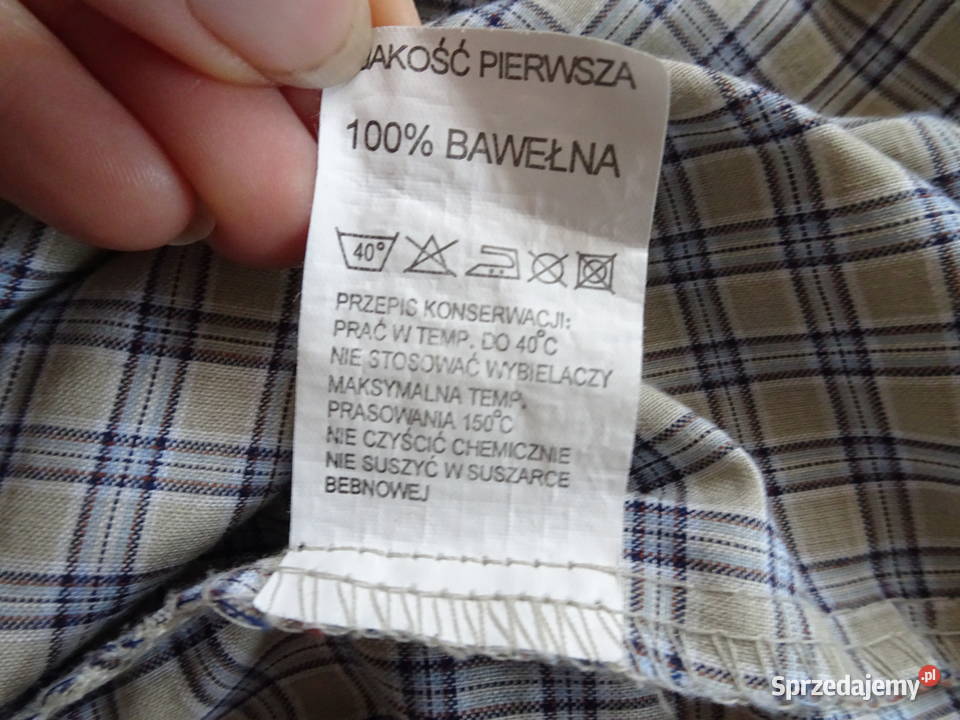 JAKOŚĆ PIERWSZA
100% BAWEŁNA
40°
PRZEPIS KONSERWACJI:
PRAĆ W TEMP. DO 40°C
NIE STOSOWAĆ WYBIELACZY
MAKSYMALNA TEMP.
PRASOWANIA 150°C
NIE CZYŚCIĆ CHEMICZNIE
NIE SUSZYĆ W SUSZARCE
BEBNOWEJ
Sprzedajemy.pl